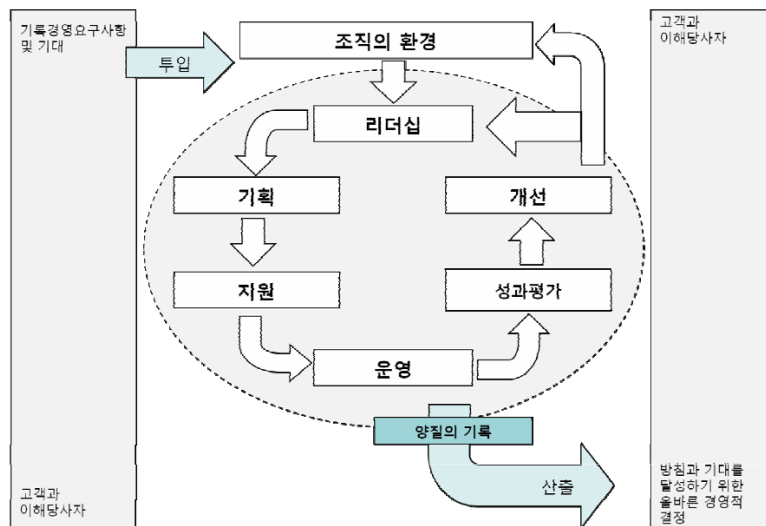 기록경영요구사항
및 기대
투입
조직의 환경
고객과
이해당사자
리더십
기획
개선
지원
성과평가
운영
양질의 기록
산출
고객과
이해당사자
방침과 기대를
달성하기 위한
올바른 경영적
결정